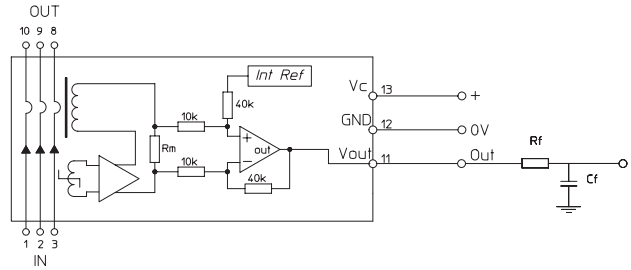 OUT
10 9 8
Int Ref
Vc 13 +
10k 40k
GND 12 0V
Rm
+
out
Vout 11 Out Rf
10k −
40k
Cf
1 2 3
IN